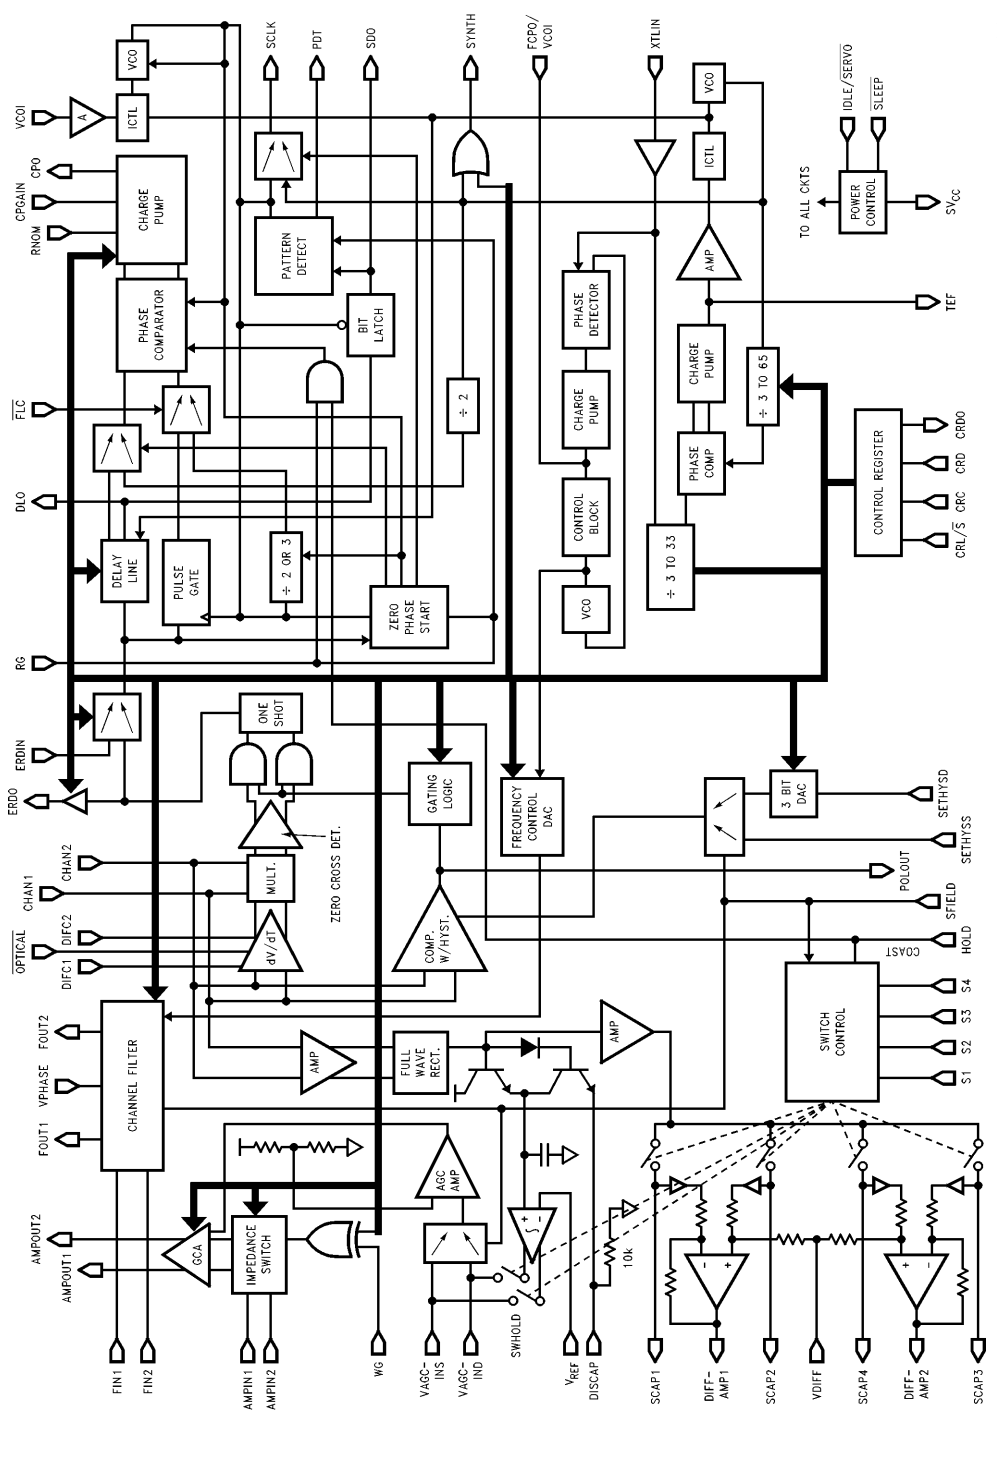 VCOI
CPO
CPGAIN
RNOM
FLC
DLO
RG
ERDIN
ERDO
CHAN2
CHAN1
DIFC2
OPTICAL
DIFC1
FOUT2
VPHASE
FOUT1
AMPOUT2
AMPOUT1
FIN1
FIN2
AMPIN1
AMPIN2
WG
VAGC-
INS
VAGC-
IND
SWHOLD
VREF
DISCAP
SCAP1
DIFF-
AMP1
SCAP2
VDIFF
SCAP4
DIFF-
AMP2
SCAP3
SCLK
PDT
SDO
SYNTH
FCPO/
VCOI
XTLIN
IDLE/SERVO
SLEEP
SVCC
TEF
CRDO
CRD
CRC
CRL/S
SETHYSD
SETHYSS
POLOUT
SFIELD
HOLD
COAST
S4
S3
S2
S1
VCO
ICTL
A
CHARGE
PUMP
PHASE
COMPARATOR
DELAY
LINE
PULSE
GATE
÷ 2 OR 3
ZERO
PHASE
START
PATTERN
DETECT
BIT
LATCH
÷ 2
PHASE
DETECTOR
CHARGE
PUMP
CONTROL
BLOCK
VCO
VCO
ICTL
AMP
CHARGE
PUMP
PHASE
COMP
÷ 3 TO 65
÷ 3 TO 33
TO ALL CKTS
POWER
CONTROL
CONTROL REGISTER
ONE
SHOT
ZERO CROSS DET.
MULT.
dV/dT
GATING
LOGIC
FREQUENCY
CONTROL
DAC
3 BIT
DAC
COMP.
W/HYST.
SWITCH
CONTROL
CHANNEL FILTER
AMP
FULL
WAVE
RECT.
AMP
AGC
AMP
GCA
IMPEDANCE
SWITCH
∫
+
-
10k
-
+
+
-